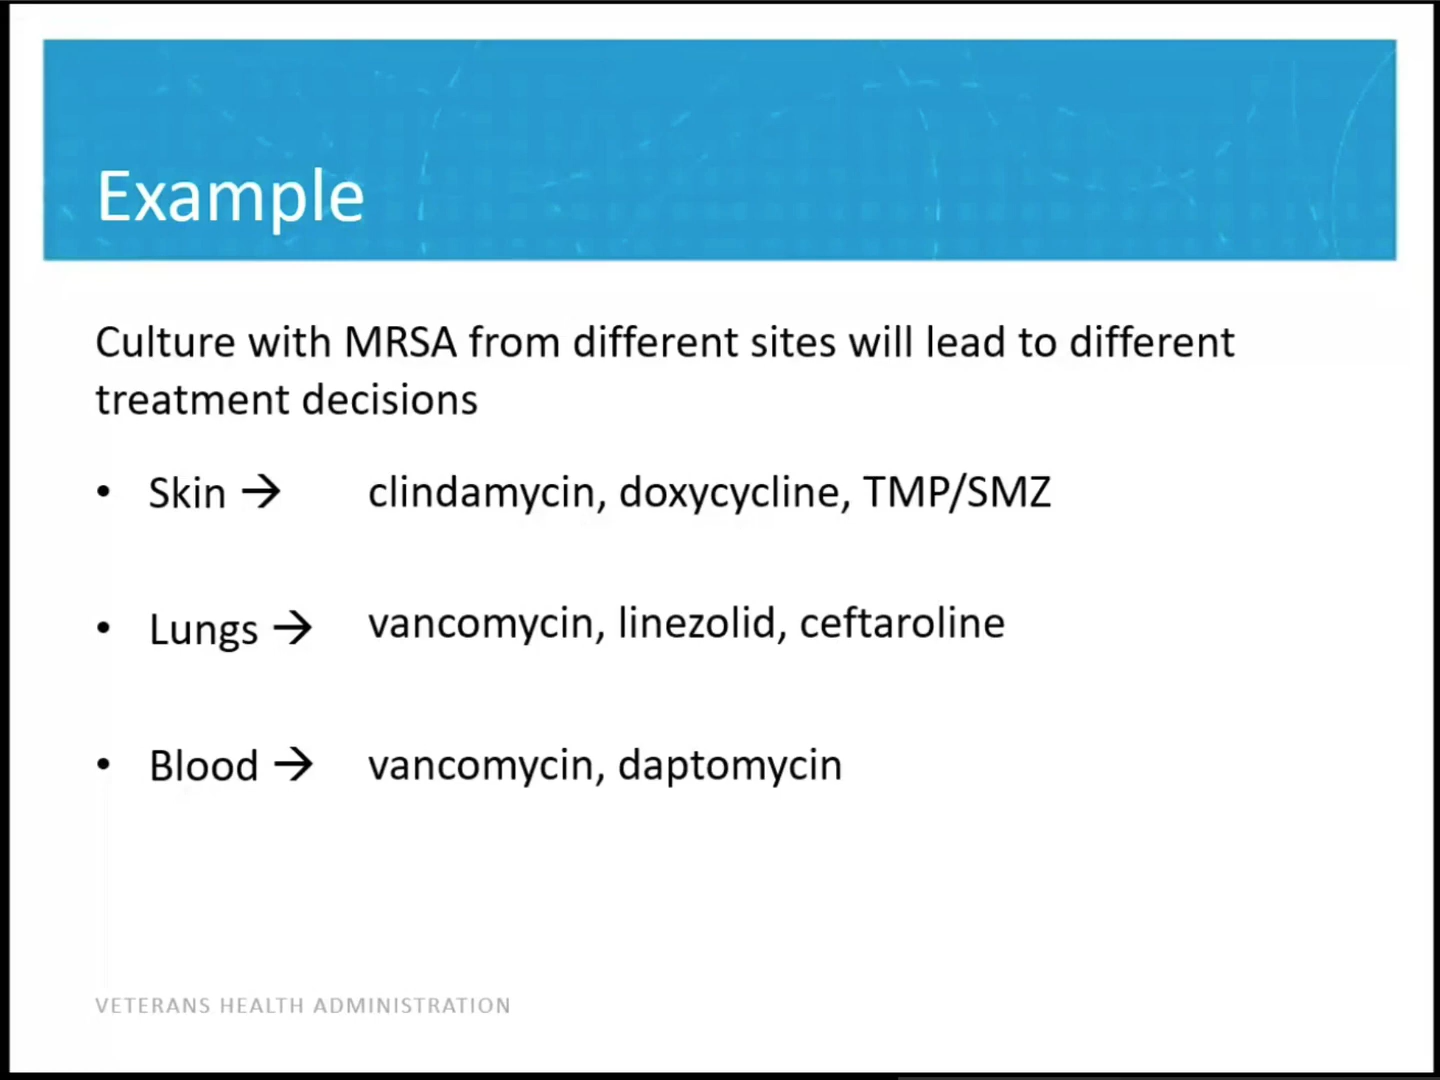 Example
Culture with MRSA from different sites will lead to different
treatment decisions
• Skin → clindamycin, doxycycline, TMP/SMZ
• Lungs → vancomycin, linezolid, ceftaroline
• Blood → vancomycin, daptomycin
VETERANS HEALTH ADMINISTRATION